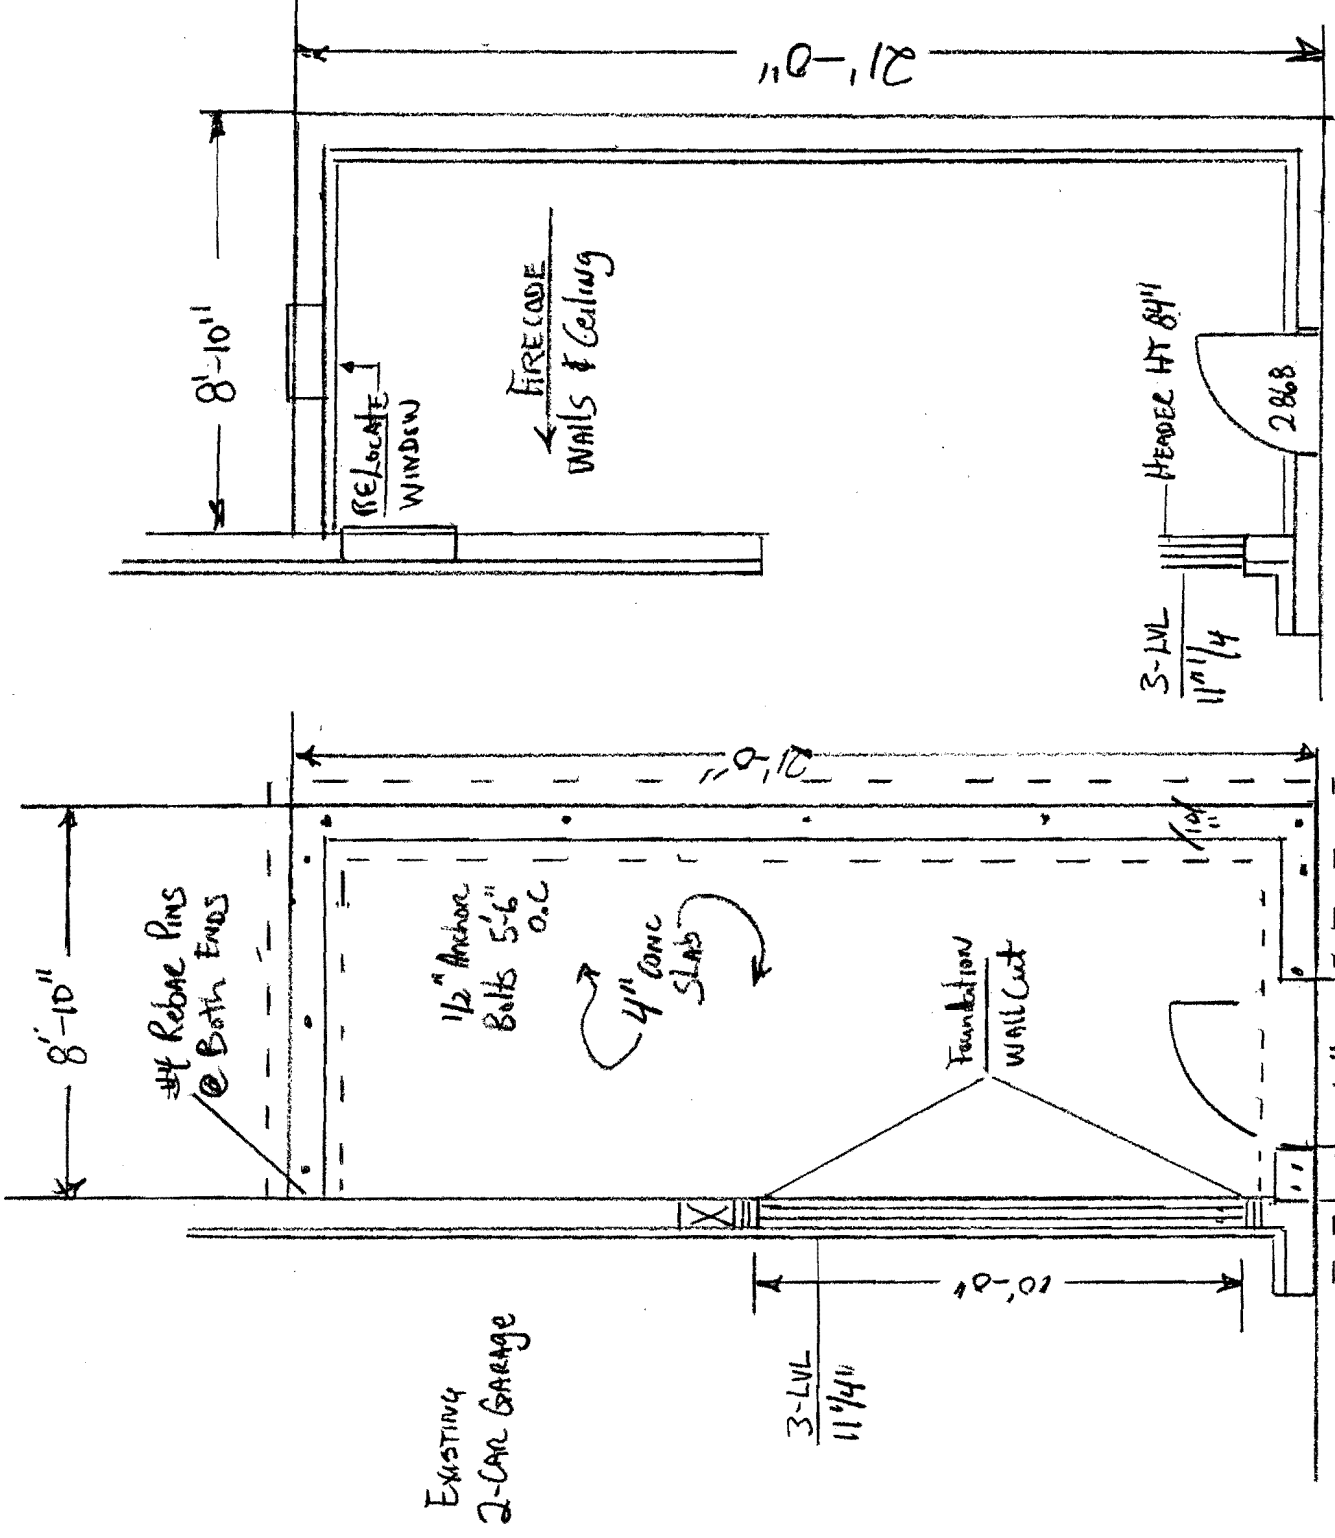 EXISTING
2-CAR GARAGE
8'-10"
#4 Rebar Pins
@ Both ENDS
1/2" Anchor
Bolts 5'-6"
O.C
4" CONC
SLAB
Foundation
WALL Cut
10"
21'-0"
10'-0"
3-LVL
11 1/4"
8'-10"
RELOCATE
WINDOW
FIRECODE
WAllS & Ceiling
HEADER HT 84"
2868
3-LVL
11" 1/4
21'-0"